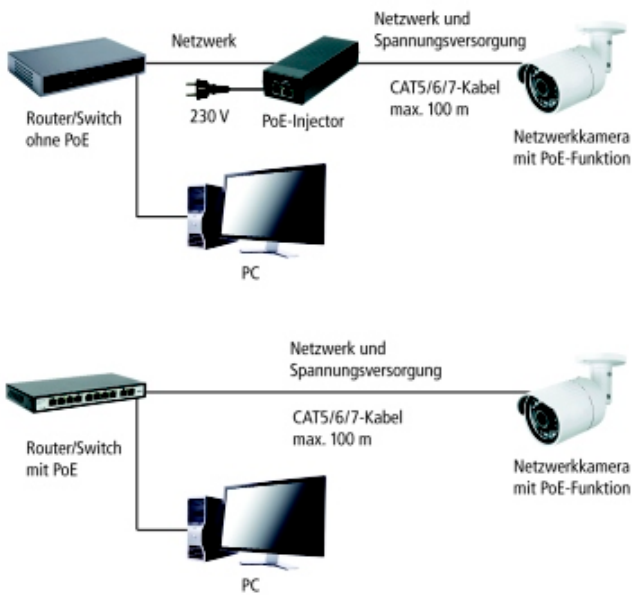 Netzwerk
Netzwerk und
Spannungsversorgung
230 V
PoE-Injector
CAT5/6/7-Kabel
max. 100 m
Router/Switch
ohne PoE
Netzwerkkamera
mit PoE-Funktion
PC
Netzwerk und
Spannungsversorgung
CAT5/6/7-Kabel
max. 100 m
Router/Switch
mit PoE
Netzwerkkamera
mit PoE-Funktion
PC